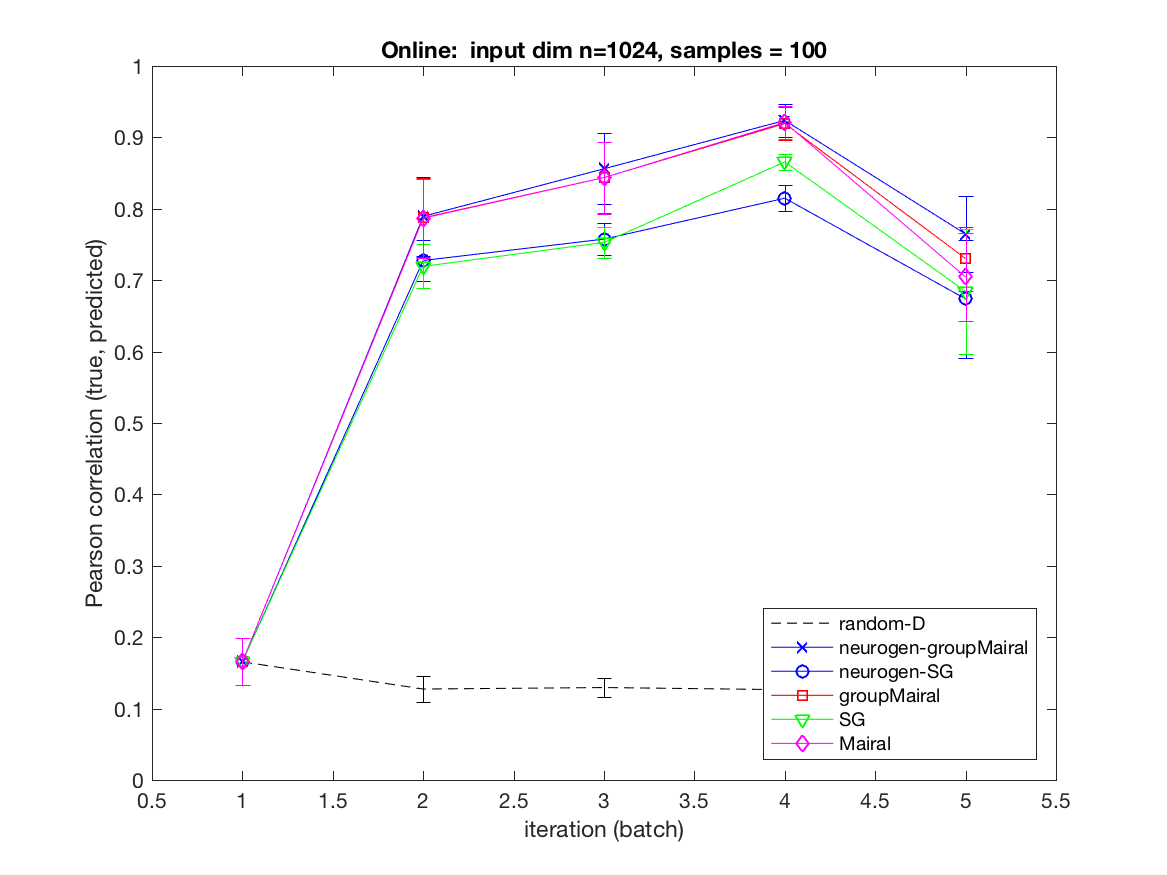 Online:  input dim n=1024, samples = 100
1
0.9
0.8
0.7
0.6
0.5
0.4
0.3
0.2
0.1
0
Pearson correlation (true, predicted)
random-D
neurogen-groupMairal
neurogen-SG
groupMairal
SG
Mairal
0.5 1 1.5 2 2.5 3 3.5 4 4.5 5 5.5
iteration (batch)